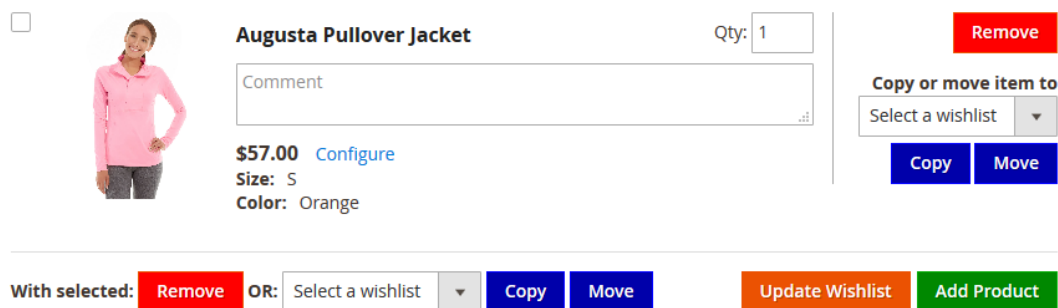 Augusta Pullover Jacket
Qty: 1
Remove
Comment
Copy or move item to
Select a wishlist
Copy Move
$57.00 Configure
Size: S
Color: Orange
With selected: Remove OR: Select a wishlist Copy Move Update Wishlist Add Product